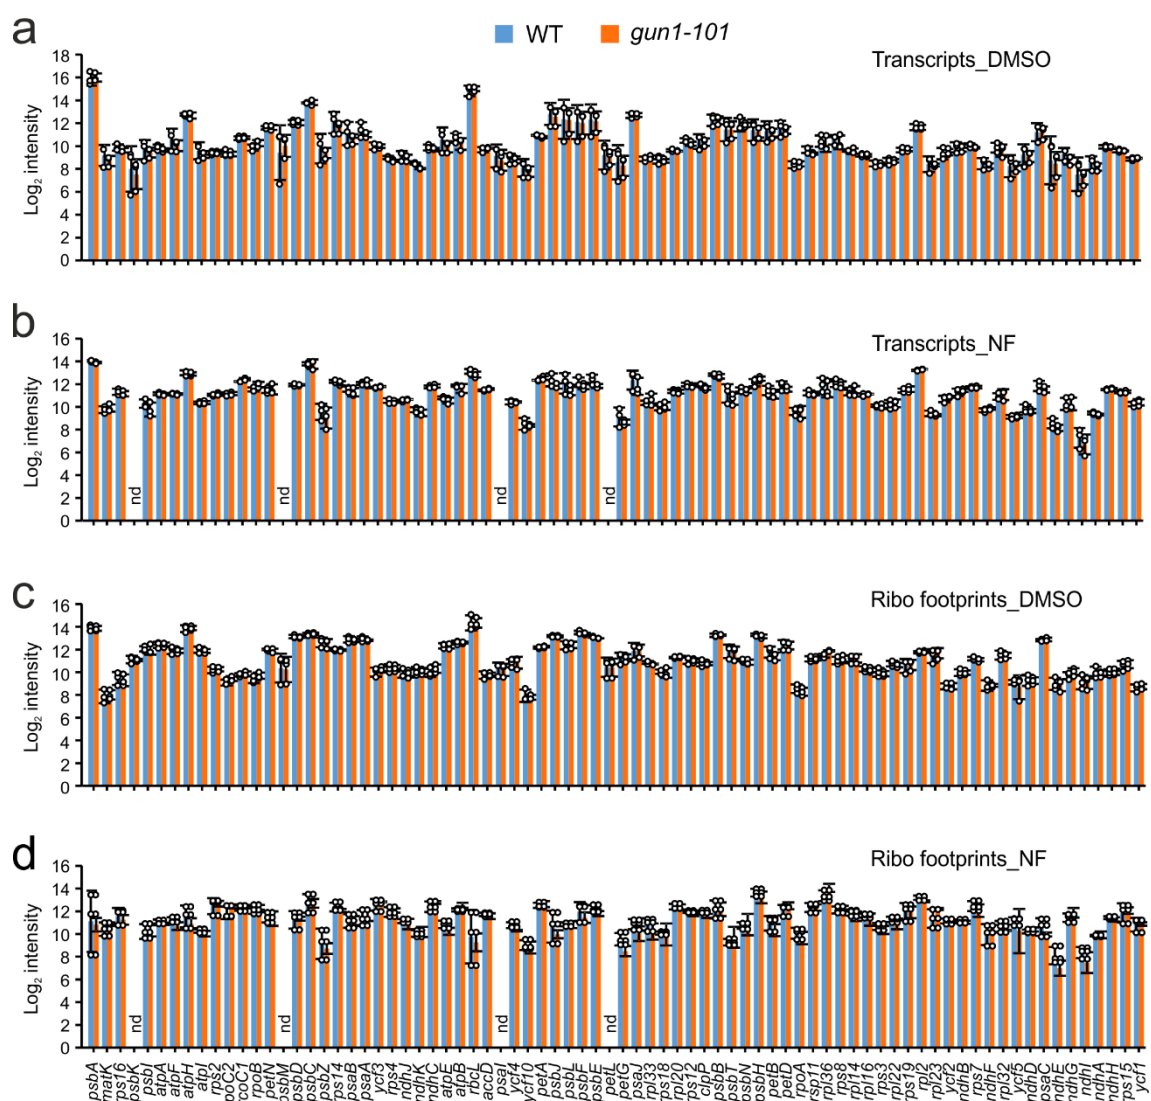 a
WT gun1-101
Transcripts_DMSO
Log2 intensity
18
16
14
12
10
8
6
4
2
0
b
Transcripts_NF
Log2 intensity
16
14
12
10
8
6
4
2
0
nd nd nd nd
c
Ribo footprints_DMSO
Log2 intensity
16
14
12
10
8
6
4
2
0
d
Ribo footprints_NF
Log2 intensity
16
14
12
10
8
6
4
2
0
nd nd nd nd
psbA matK rps16 psbK psbI atpA atpF atpH atpI rps2 poC2 poC1 rpoB petN psbM psbD psbC psbZ rps14 psaB psaA ycf3 rps4 ndhJ ndhK ndhC atpE atpB rbcL accD psaI ycf4 ycf10 petA psbJ psbL psbF psbE petL petG psaJ rpl33 rps18 rpl20 rps12 clpP psbB psbT psbN psbH petB petD rpoA rsp11 rpl36 rps8 rpl14 rpl16 rps3 rpl22 rps19 rpl2 rpl23 ycf2 ndhB rps7 ndhF rpl32 ycf5 ndhD psaC ndhE ndhG ndhI ndhA ndhH rps15 ycf1